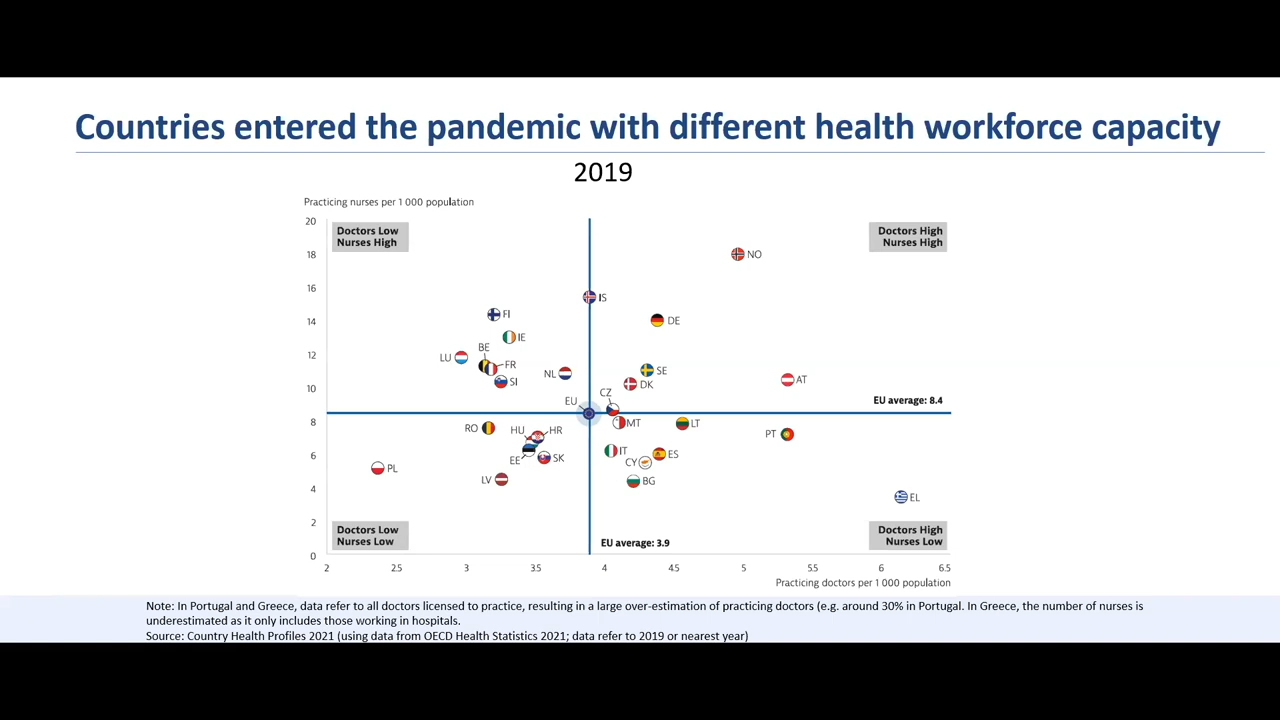 Countries entered the pandemic with different health workforce capacity
2019
Practicing nurses per 1 000 population
20
Doctors Low
Nurses High
Doctors High
Nurses High
18
NO
16
IS
FI
14
DE
IE
BE
12
LU
FR
NL
SE
SI
DK
AT
10
CZ
EU
EU average: 8.4
8
RO
HU
HR
MT
LT
PT
6
EE
SK
IT
CY
ES
PL
LV
BG
4
EL
2
Doctors Low
Nurses Low
Doctors High
Nurses Low
EU average: 3.9
0
2 2.5 3 3.5 4 4.5 5 5.5 6 6.5
Practicing doctors per 1 000 population
Note: In Portugal and Greece, data refer to all doctors licensed to practice, resulting in a large over-estimation of practicing doctors (e.g. around 30% in Portugal. In Greece, the number of nurses is
underestimated as it only includes those working in hospitals.
Source: Country Health Profiles 2021 (using data from OECD Health Statistics 2021; data refer to 2019 or nearest year)